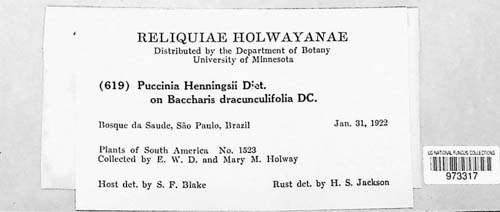 RELIQUIAE HOLWAYANAE
Distributed by the Department of Botany
University of Minnesota
(619) Puccinia Henningsii Diet.
on Baccharis dracunculifolia DC.
Bosque da Saude, São Paulo, Brazil Jan. 31, 1922
Plants of South America No. 1523
Collected by E. W. D. and Mary M. Holway
Host det. by S. F. Blake Rust det. by H. S. Jackson
US NATIONAL FUNGUS COLLECTIONS
973317